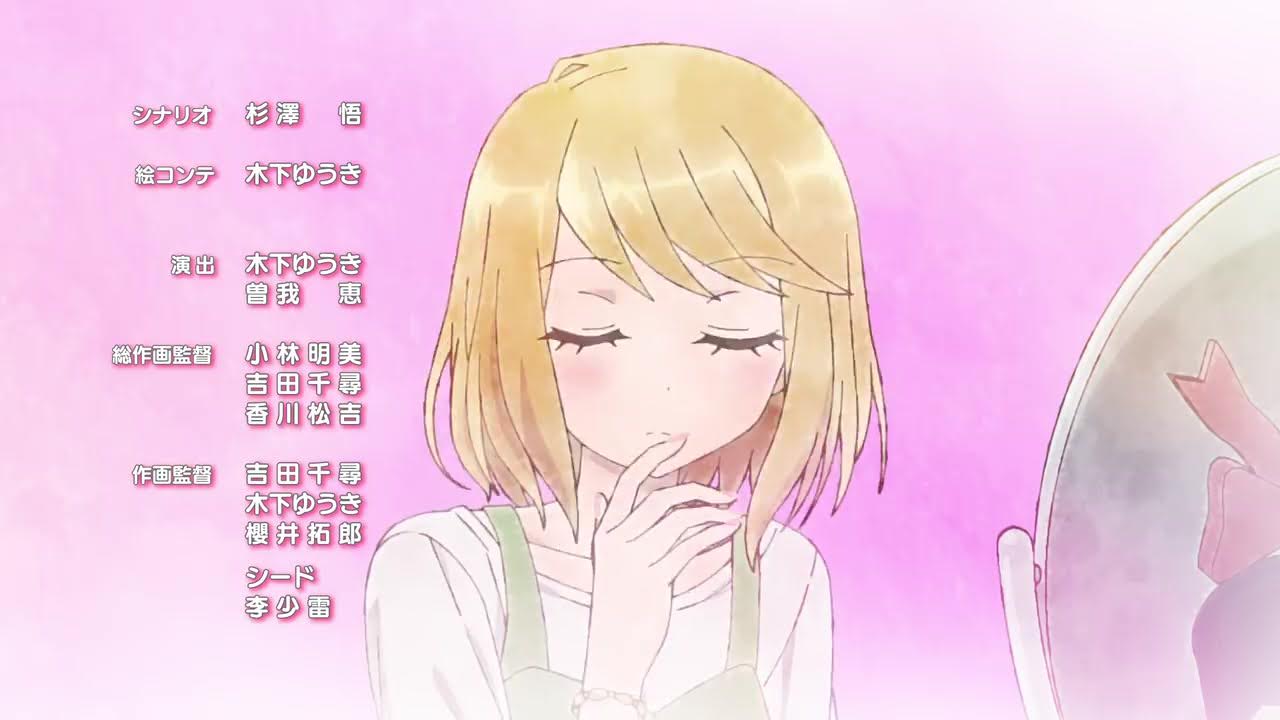 シナリオ 杉澤 悟
絵コンテ 木下ゆうき
演出 木下ゆうき
曽我 恵
総作画監督 小林明美
吉田千尋
香川松吉
作画監督 吉田千尋
木下ゆうき
櫻井拓郎
シード
李少雷